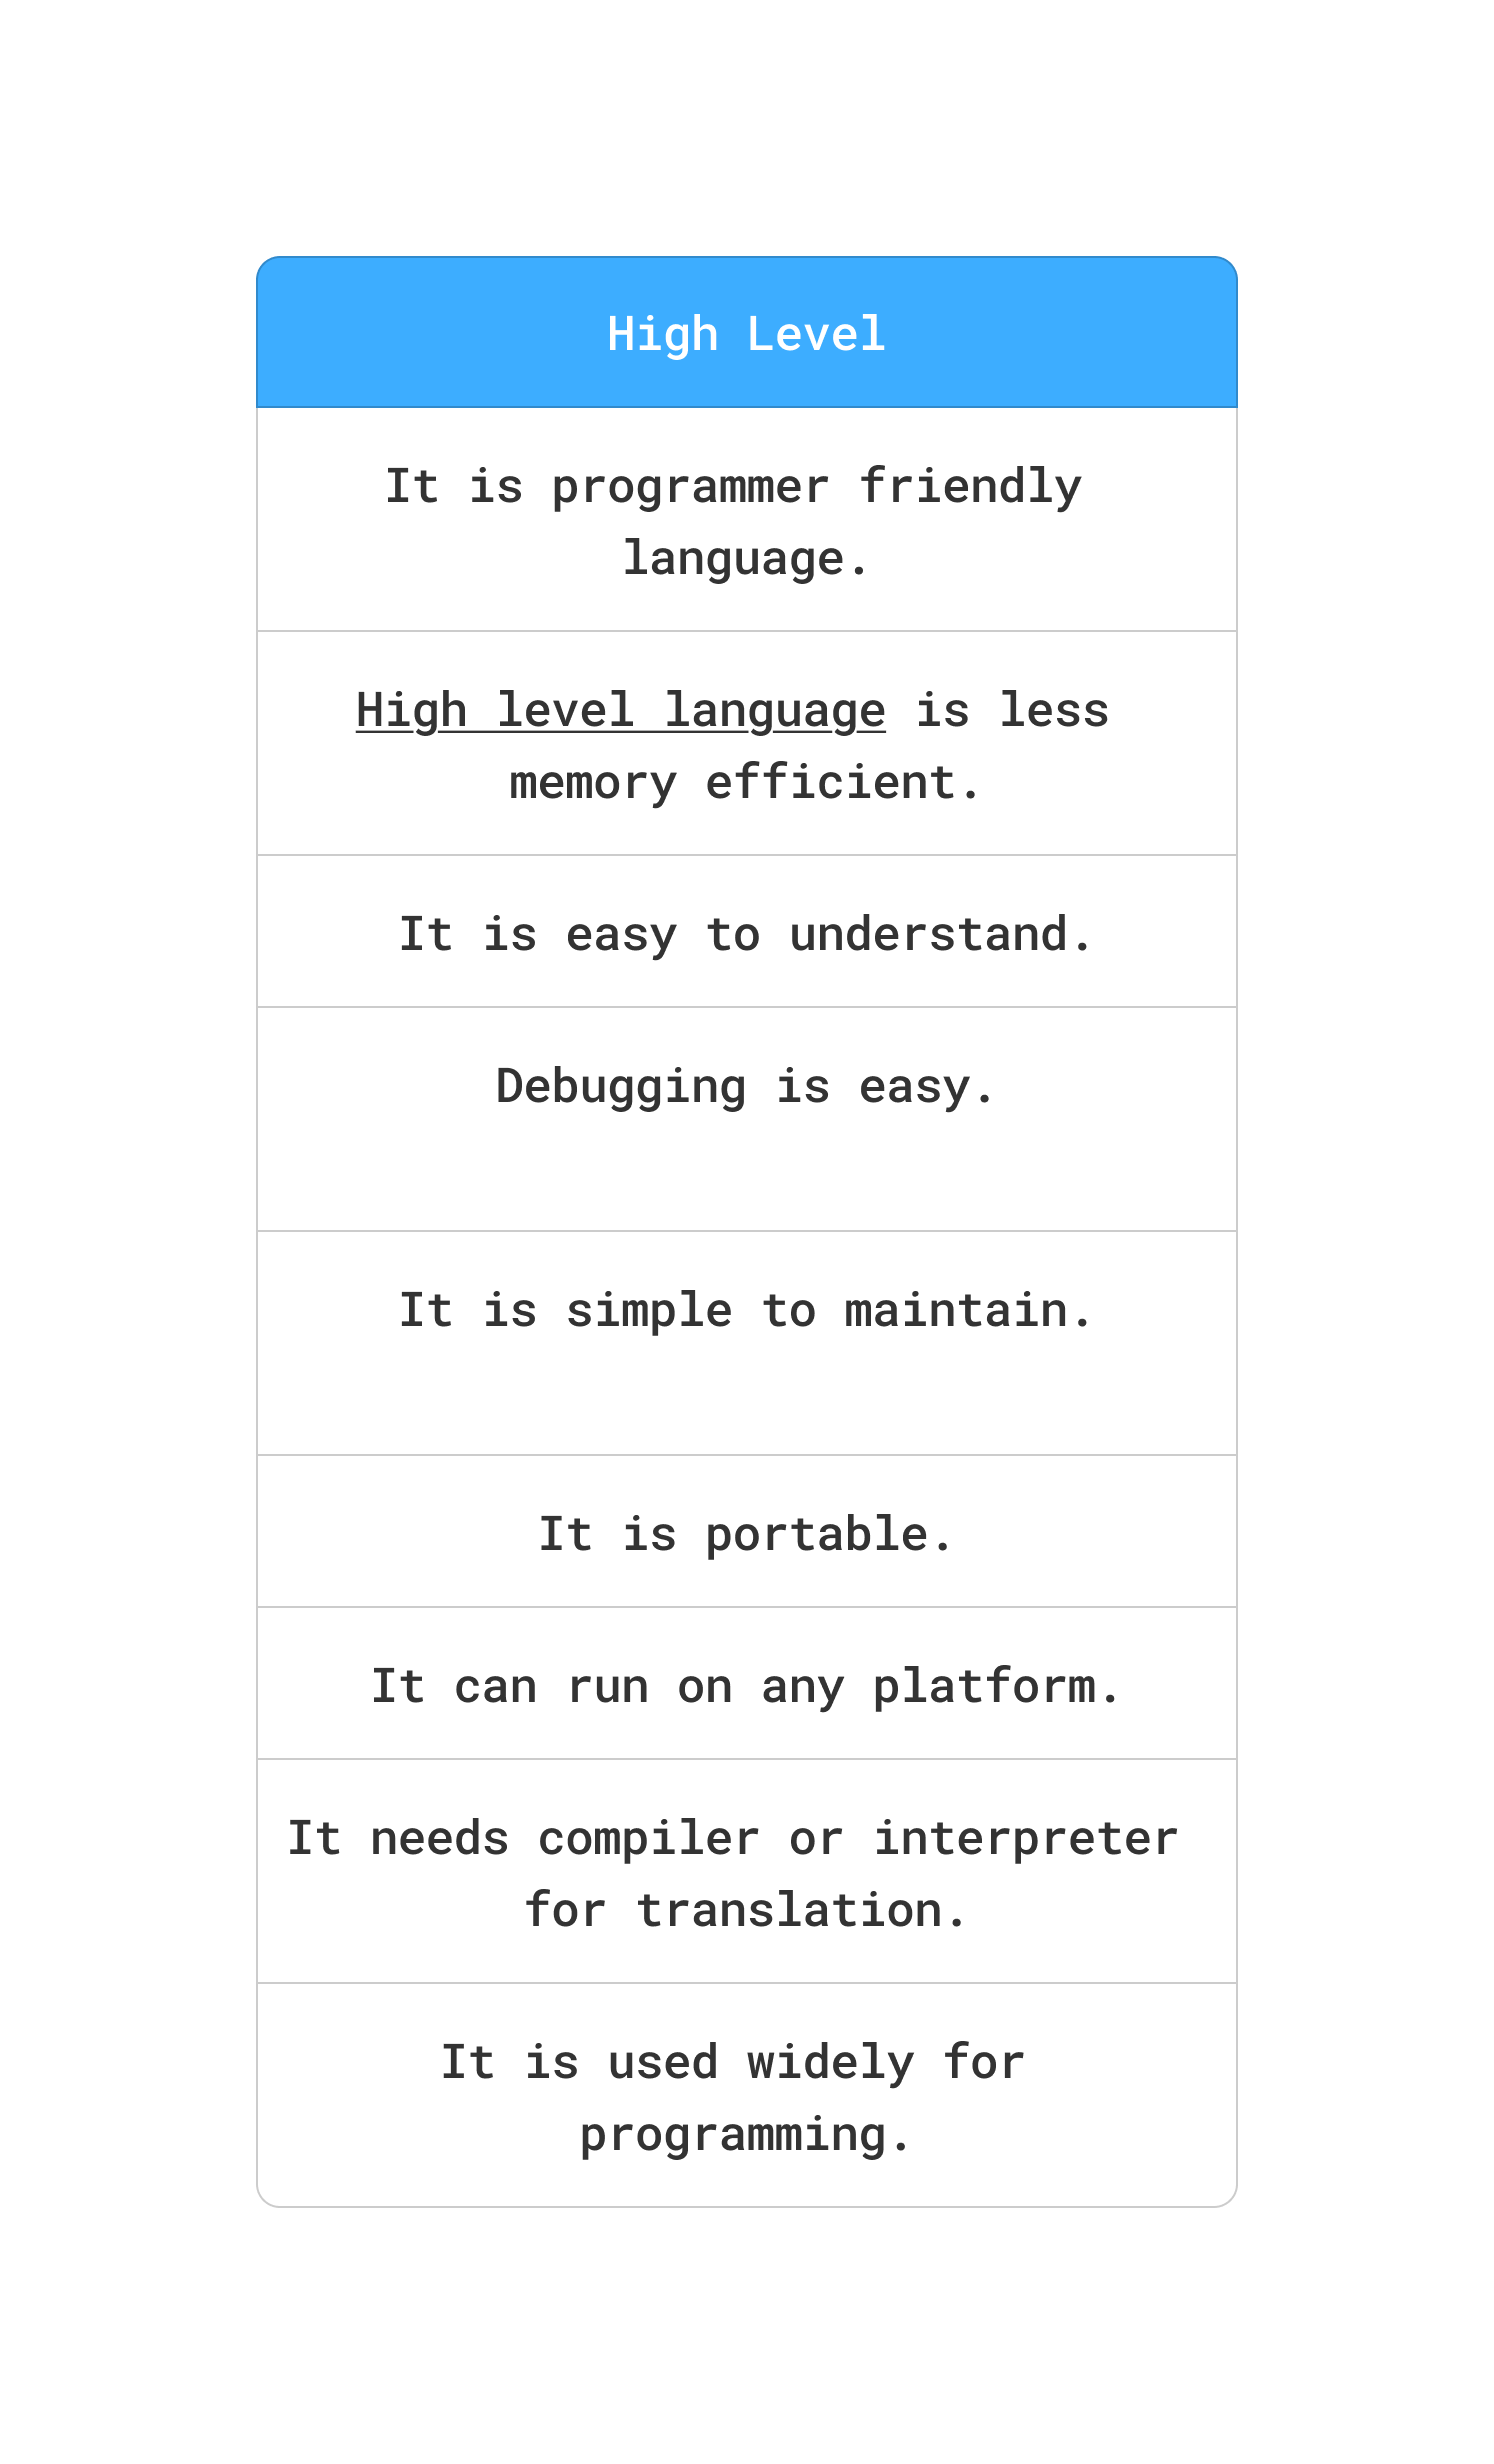 High Level
It is programmer friendly
language.
High level language is less
memory efficient.
It is easy to understand.
Debugging is easy.
It is simple to maintain.
It is portable.
It can run on any platform.
It needs compiler or interpreter
for translation.
It is used widely for
programming.